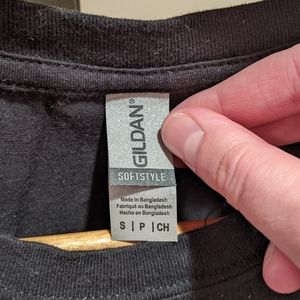 GILDAN®
SOFTSTYLE
Made in Bangladesh
Fabriqué au Bangladesh
Hecho en Bangladesh
S | P | CH